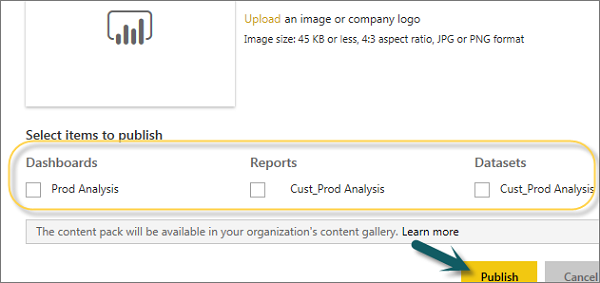 Upload an image or company logo
Image size: 45 KB or less, 4:3 aspect ratio, JPG or PNG format
Select items to publish
Dashboards Reports Datasets
Prod Analysis Cust_Prod Analysis Cust_Prod Analysis
The content pack will be available in your organization's content gallery. Learn more
Publish Cancel